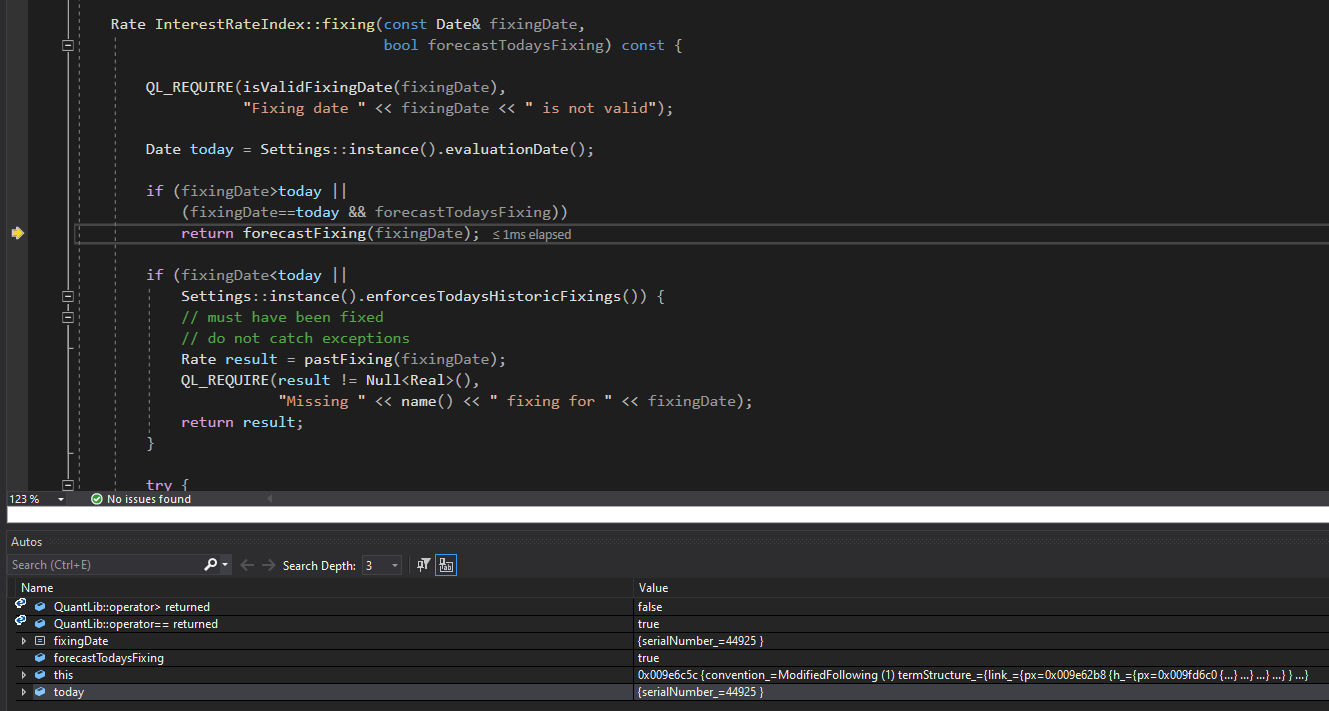 Rate InterestRateIndex::fixing(const Date& fixingDate,
bool forecastTodaysFixing) const {
QL_REQUIRE(isValidFixingDate(fixingDate),
"Fixing date " << fixingDate << " is not valid");
Date today = Settings::instance().evaluationDate();
if (fixingDate>today ||
(fixingDate==today && forecastTodaysFixing))
return forecastFixing(fixingDate); ≤ 1ms elapsed
if (fixingDate<today ||
Settings::instance().enforcesTodaysHistoricFixings()) {
// must have been fixed
// do not catch exceptions
Rate result = pastFixing(fixingDate);
QL_REQUIRE(result != Null<Real>(),
"Missing " << name() << " fixing for " << fixingDate);
return result;
}
try {
123 % No issues found
Autos
Search (Ctrl+E) Search Depth: 3
Name Value
QuantLib::operator> returned false
QuantLib::operator== returned true
fixingDate {serialNumber_=44925 }
forecastTodaysFixing true
this 0x009e6c5c {convention_=ModifiedFollowing (1) termStructure_={link_={px=0x009e62b8 {h_={px=0x009fd6c0 {...} ...} ...} ...} } ...}
today {serialNumber_=44925 }